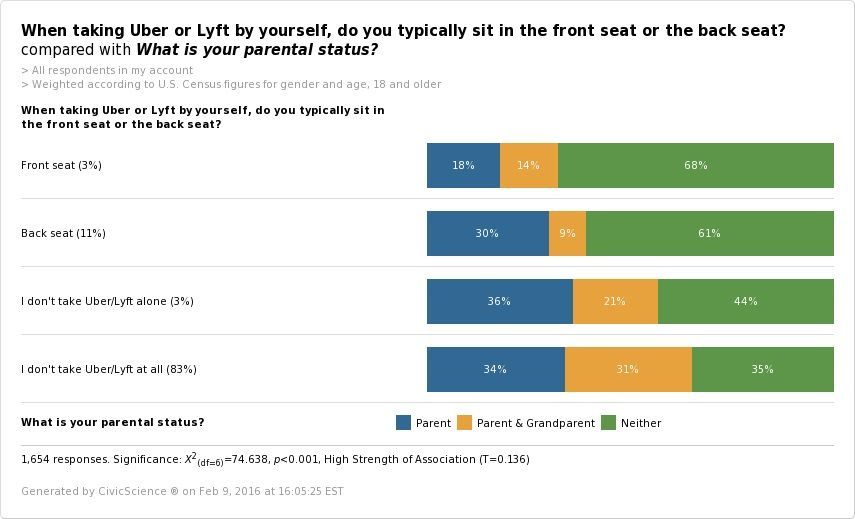 When taking Uber or Lyft by yourself, do you typically sit in the front seat or the back seat?
compared with What is your parental status?
> All respondents in my account
> Weighted according to U.S. Census figures for gender and age, 18 and older
When taking Uber or Lyft by yourself, do you typically sit in
the front seat or the back seat?
Front seat (3%) 18% 14% 68%
Back seat (11%) 30% 9% 61%
I don't take Uber/Lyft alone (3%) 36% 21% 44%
I don't take Uber/Lyft at all (83%) 34% 31% 35%
What is your parental status? Parent Parent & Grandparent Neither
1,654 responses. Significance: X²(df=6)=74.638, p<0.001, High Strength of Association (T=0.136)
Generated by CivicScience ® on Feb 9, 2016 at 16:05:25 EST